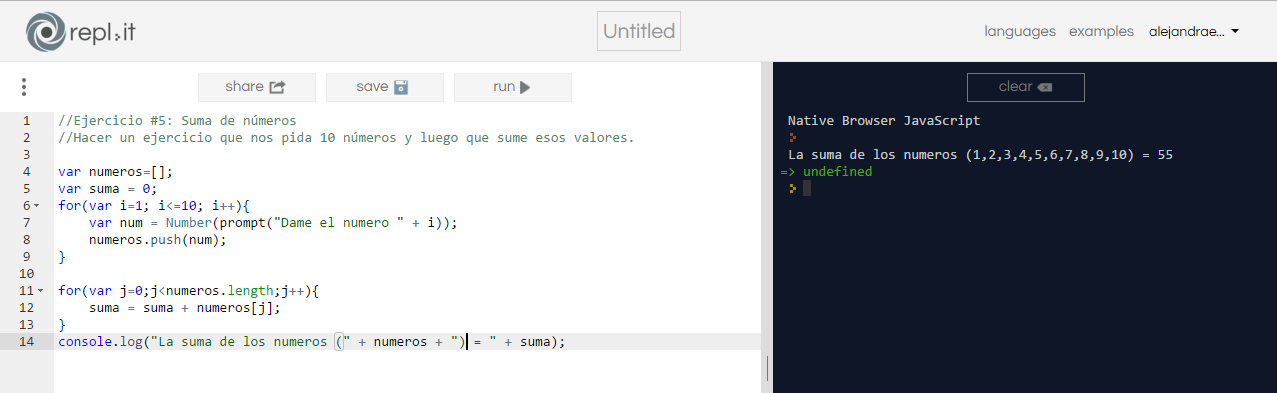 repl.it
Untitled
languages examples alejandrae...
share save run
clear
1 //Ejercicio #5: Suma de números
2 //Hacer un ejercicio que nos pida 10 números y luego que sume esos valores.
3
4 var numeros=[];
5 var suma = 0;
6 for(var i=1; i<=10; i++){
7 var num = Number(prompt("Dame el numero " + i));
8 numeros.push(num);
9 }
10
11 for(var j=0;j<numeros.length;j++){
12 suma = suma + numeros[j];
13 }
14 console.log("La suma de los numeros (" + numeros + ") = " + suma);
Native Browser JavaScript
La suma de los numeros (1,2,3,4,5,6,7,8,9,10) = 55
=> undefined